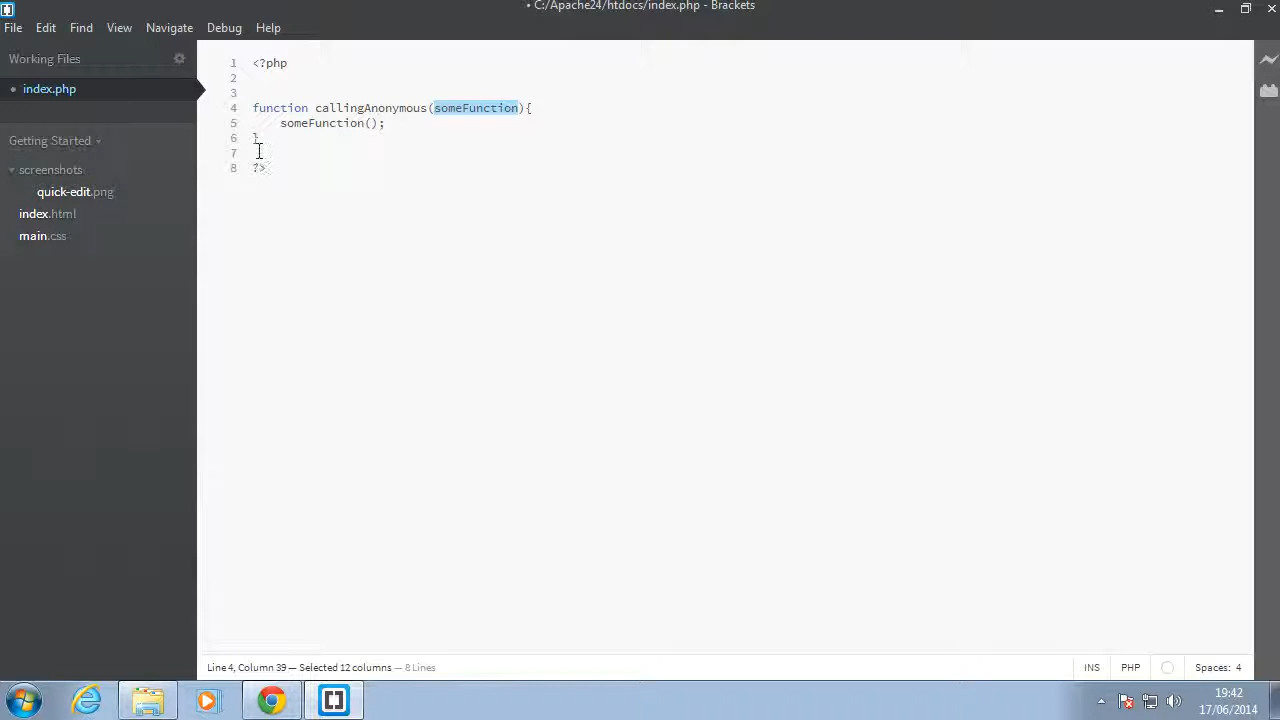 • C:/Apache24/htdocs/index.php - Brackets
File Edit Find View Navigate Debug Help
Working Files
• index.php
Getting Started
screenshots
quick-edit.png
index.html
main.css
1 <?php
2
3
4 function callingAnonymous(someFunction){
5 someFunction();
6 }
7
8 ?>
Line 4, Column 39 — Selected 12 columns — 8 Lines
INS PHP Spaces: 4
19:42
17/06/2014